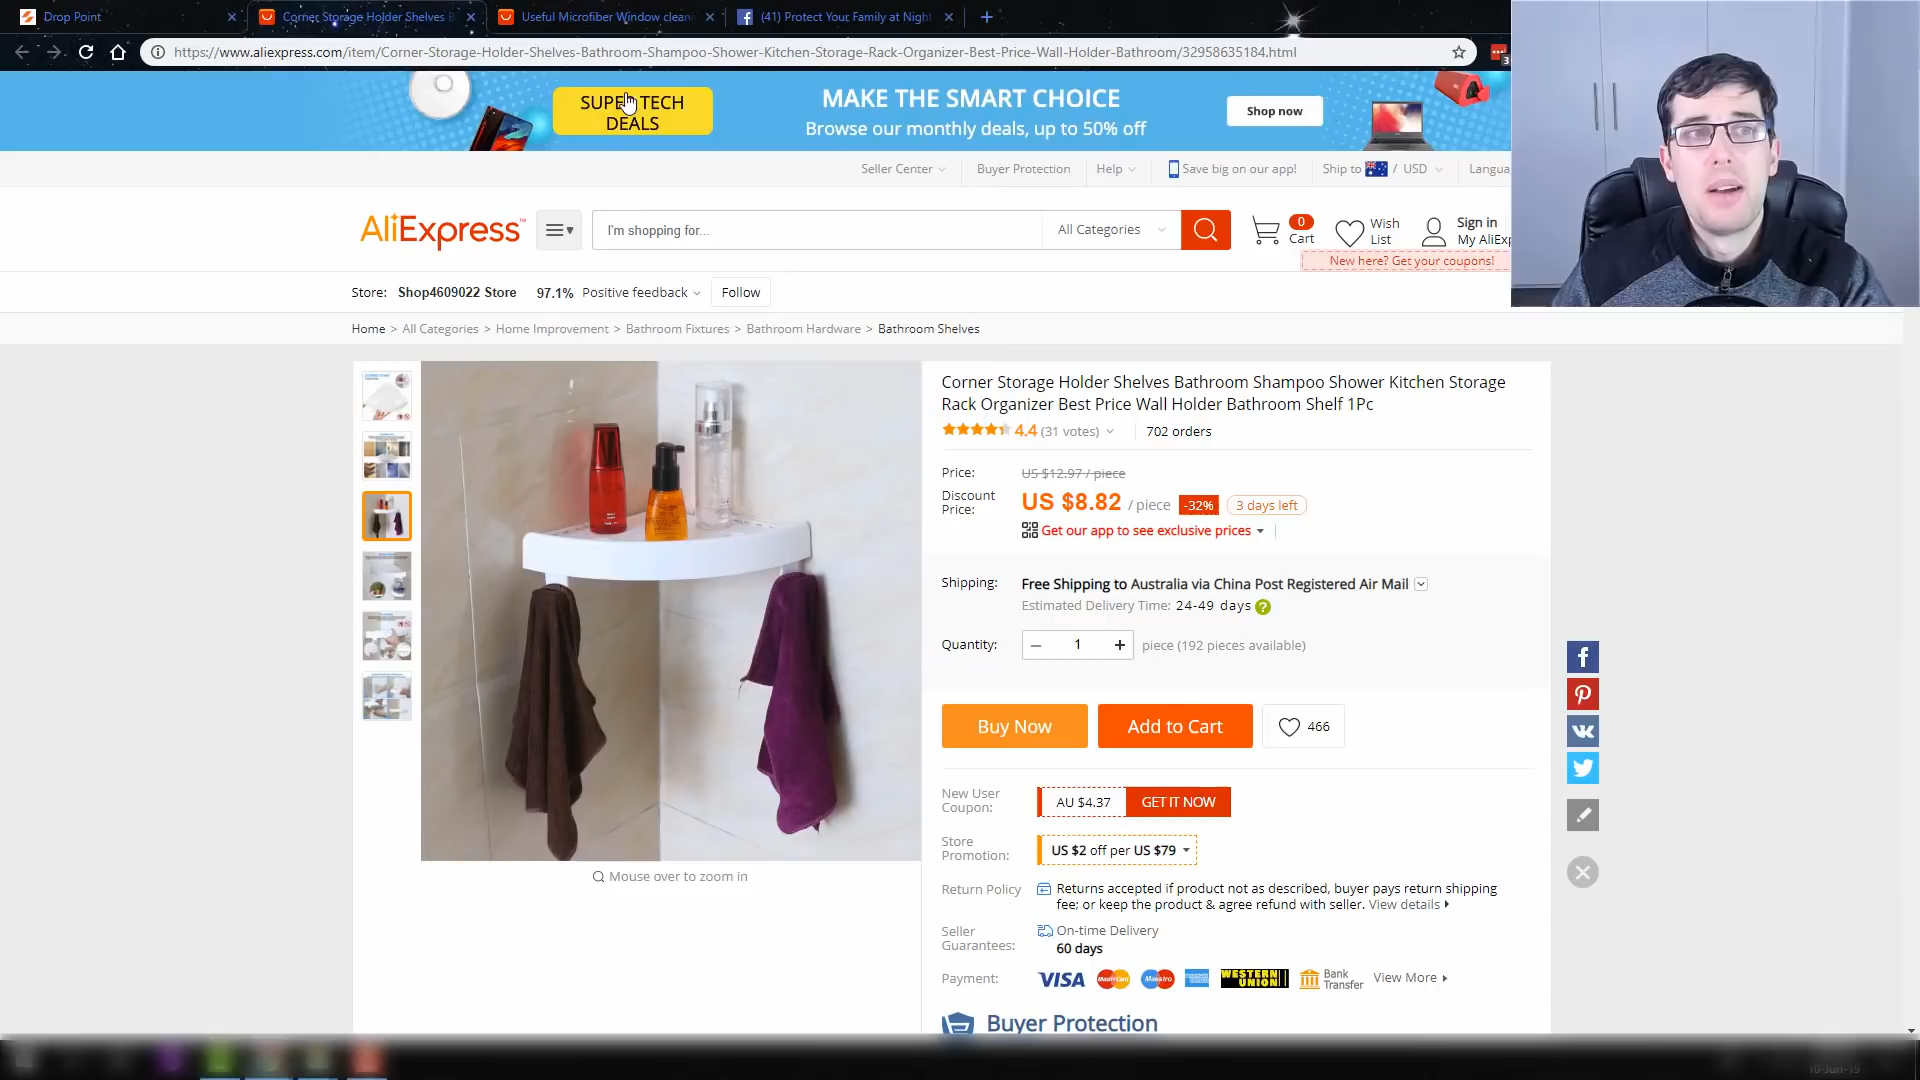 Drop Point
Corner Storage Holder Shelves B
Useful Microfiber Window clean
(41) Protect Your Family at Night
https://www.aliexpress.com/item/Corner-Storage-Holder-Shelves-Bathroom-Shampoo-Shower-Kitchen-Storage-Rack-Organizer-Best-Price-Wall-Holder-Bathroom/32958635184.html
3
SUPER TECH
DEALS
MAKE THE SMART CHOICE
Browse our monthly deals, up to 50% off
Shop now
Seller Center
Buyer Protection
Help
Save big on our app!
Ship to / USD
Langua
AliExpress™
I'm shopping for...
All Categories
0
Cart
Wish
List
Sign in
My AliExp
New here? Get your coupons!
Store: Shop4609022 Store 97.1% Positive feedback
Follow
Home > All Categories > Home Improvement > Bathroom Fixtures > Bathroom Hardware > Bathroom Shelves
Corner Storage Holder Shelves Bathroom Shampoo Shower Kitchen Storage
Rack Organizer Best Price Wall Holder Bathroom Shelf 1Pc
4.4 (31 votes)
702 orders
Price: US $12.97 / piece
Discount
Price:
US $8.82 / piece -32% 3 days left
Get our app to see exclusive prices
Shipping: Free Shipping to Australia via China Post Registered Air Mail
Estimated Delivery Time: 24-49 days ?
Quantity: – 1 + piece (192 pieces available)
Buy Now
Add to Cart
466
New User
Coupon:
AU $4.37 GET IT NOW
Store
Promotion:
US $2 off per US $79
Return Policy
Returns accepted if product not as described, buyer pays return shipping
fee; or keep the product & agree refund with seller. View details
Seller
Guarantees:
On-time Delivery
60 days
Payment: VISA MasterCard Maestro WESTERN UNION Bank Transfer View More
Buyer Protection
Mouse over to zoom in
10-Jun-19